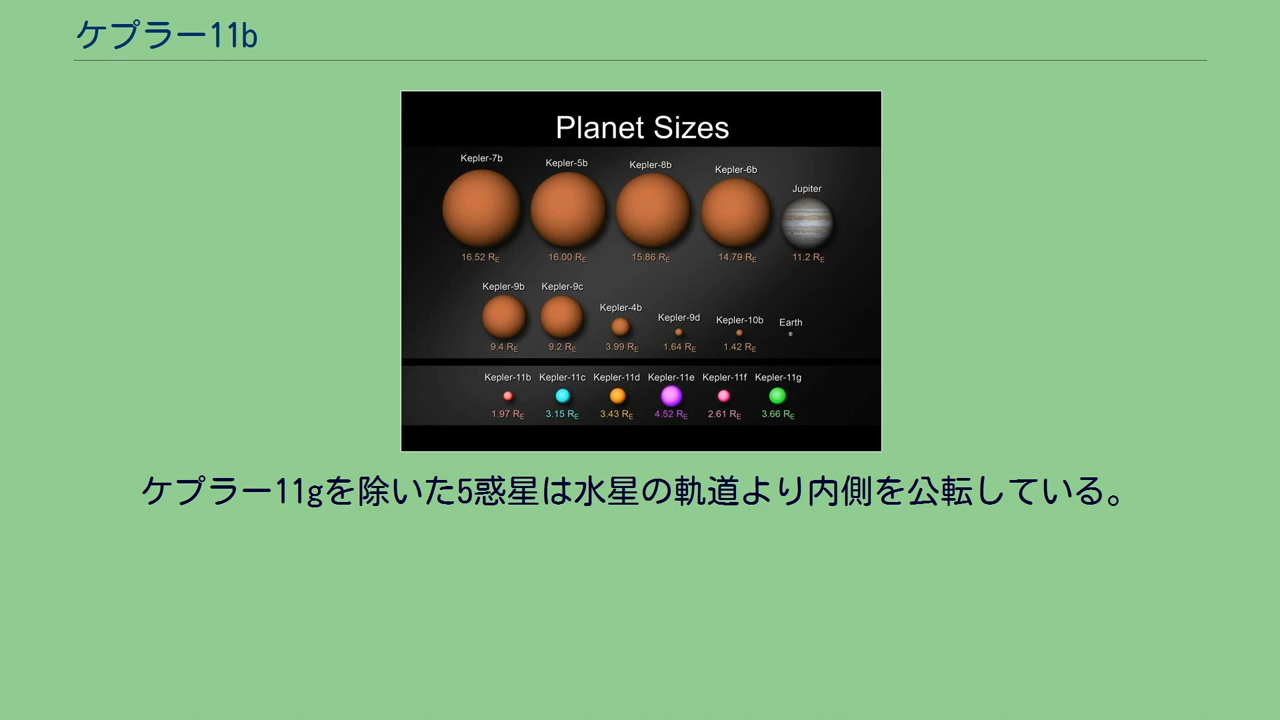 ケプラー11b
Planet Sizes
Kepler-7b Kepler-5b Kepler-8b Kepler-6b Jupiter
16.52 RE 16.00 RE 15.86 RE 14.79 RE 11.2 RE
Kepler-9b Kepler-9c Kepler-4b Kepler-9d Kepler-10b Earth
9.4 RE 9.2 RE 3.99 RE 1.64 RE 1.42 RE
Kepler-11b Kepler-11c Kepler-11d Kepler-11e Kepler-11f Kepler-11g
1.97 RE 3.15 RE 3.43 RE 4.52 RE 2.61 RE 3.66 RE
ケプラー11gを除いた5惑星は水星の軌道より内側を公転している。